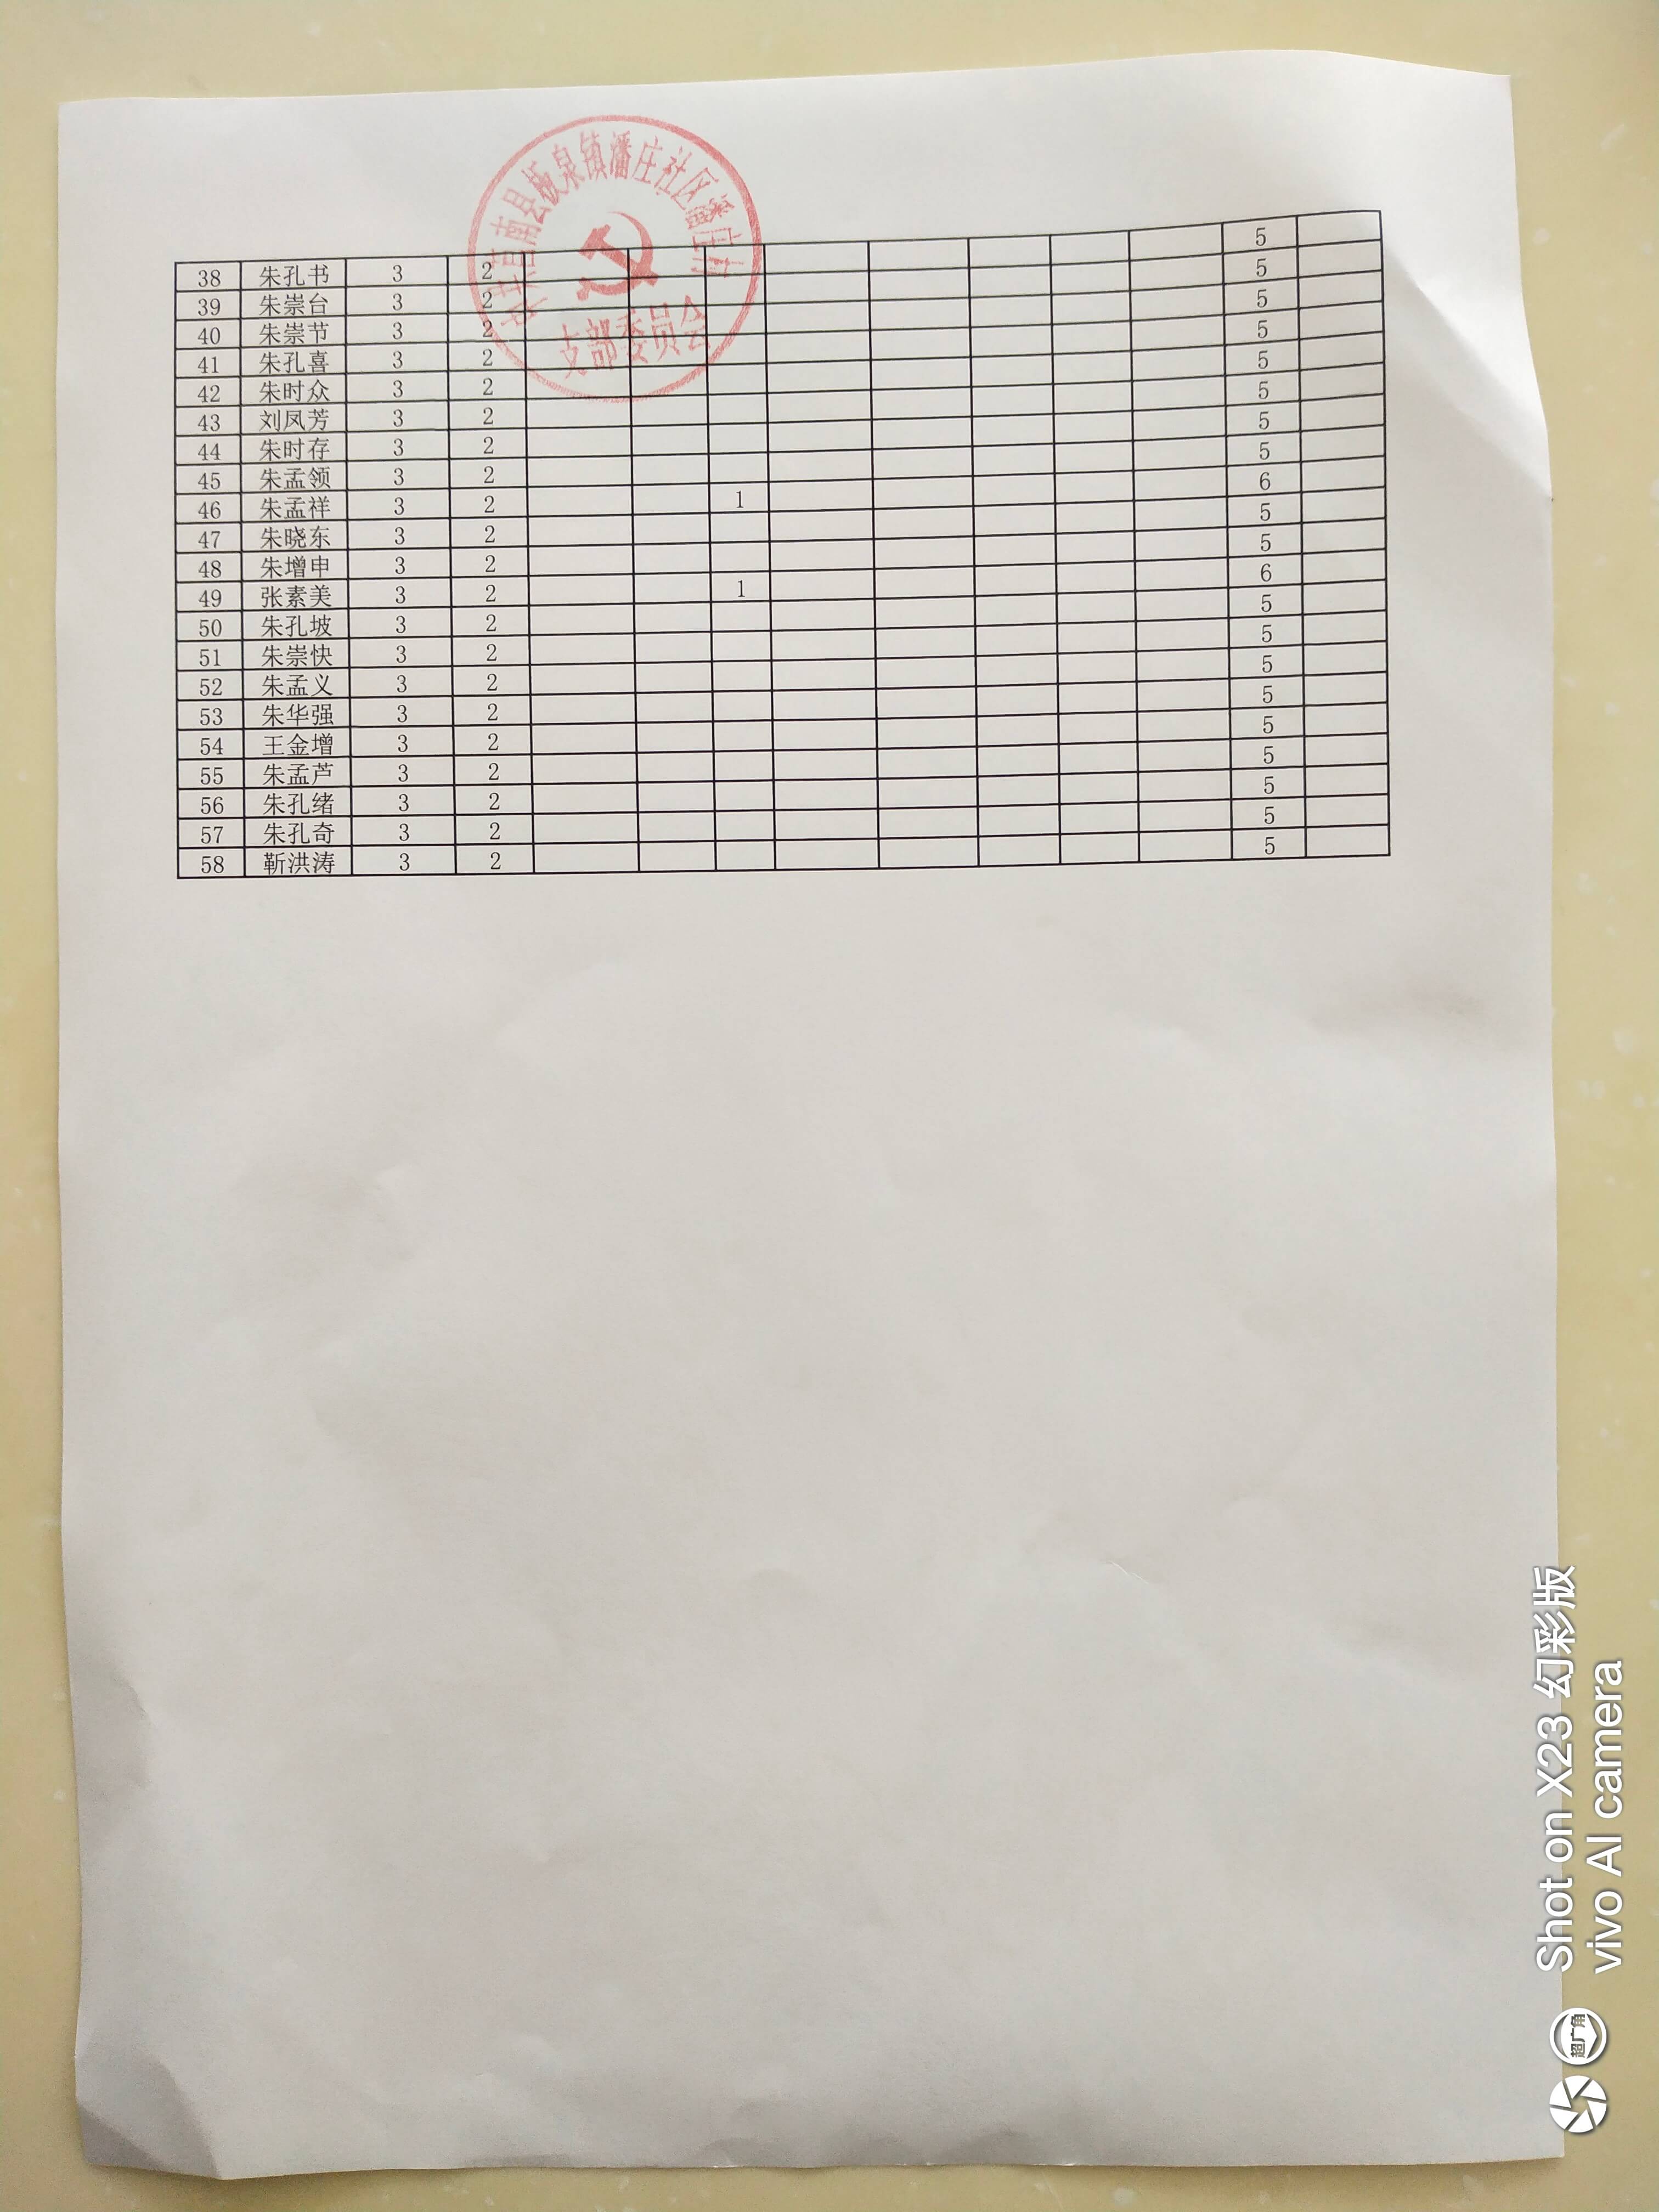 中共莒南县板泉镇潘庄社区潘庄村
支部委员会
38 朱孔书 3 2 5
39 朱崇台 3 2 5
40 朱崇节 3 2 5
41 朱孔喜 3 2 5
42 朱时众 3 2 5
43 刘凤芳 3 2 5
44 朱时存 3 2 5
45 朱孟领 3 2 5
46 朱孟祥 3 2 1 6
47 朱晓东 3 2 5
48 朱增申 3 2 5
49 张素美 3 2 1 6
50 朱孔坡 3 2 5
51 朱崇快 3 2 5
52 朱孟义 3 2 5
53 朱华强 3 2 5
54 王金增 3 2 5
55 朱孟芦 3 2 5
56 朱孔绪 3 2 5
57 朱孔奇 3 2 5
58 靳洪涛 3 2 5
Shot on X23 幻彩版
vivo AI camera
超广角